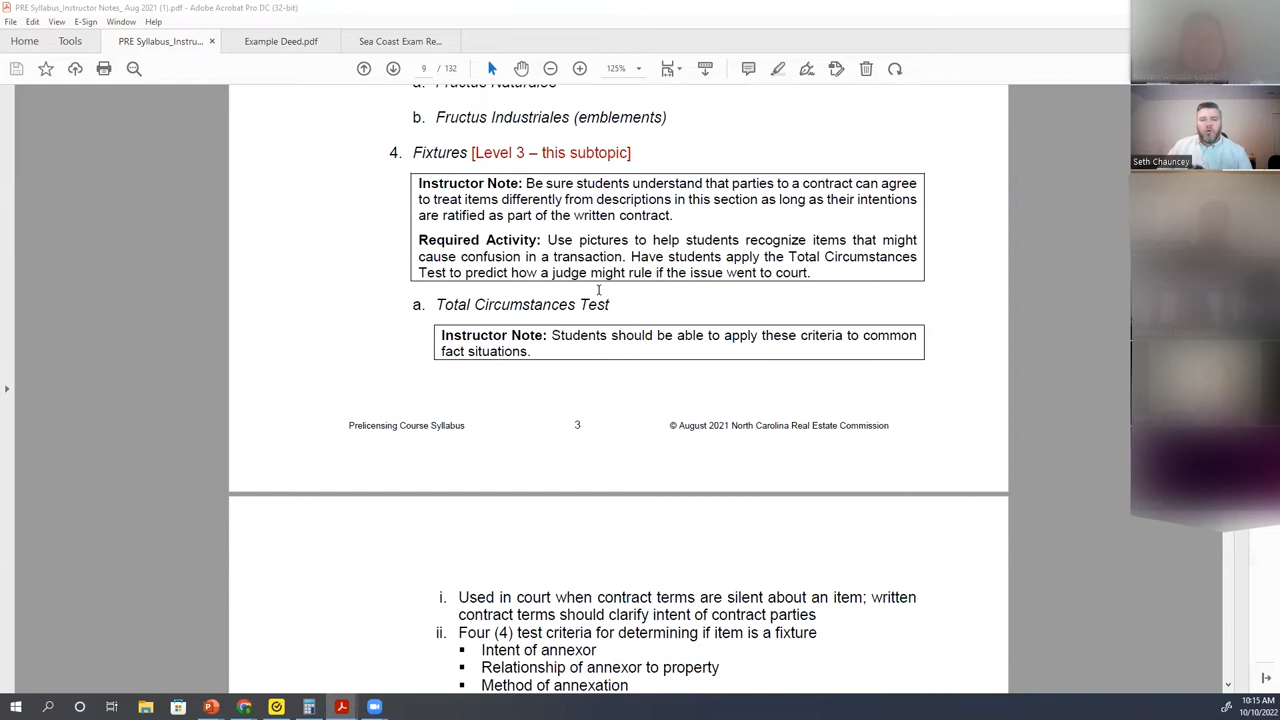 PRE Syllabus_Instructor Notes_ Aug 2021 (1).pdf - Adobe Acrobat Pro DC (32-bit)
File Edit View E-Sign Window Help
Home Tools PRE Syllabus_Instru... × Example Deed.pdf Sea Coast Exam Re...
9 / 132 125%
b. Fructus Industriales (emblements)
4. Fixtures [Level 3 – this subtopic]
Instructor Note: Be sure students understand that parties to a contract can agree
to treat items differently from descriptions in this section as long as their intentions
are ratified as part of the written contract.
Required Activity: Use pictures to help students recognize items that might
cause confusion in a transaction. Have students apply the Total Circumstances
Test to predict how a judge might rule if the issue went to court.
a. Total Circumstances Test
Instructor Note: Students should be able to apply these criteria to common
fact situations.
Prelicensing Course Syllabus 3 © August 2021 North Carolina Real Estate Commission
i. Used in court when contract terms are silent about an item; written
contract terms should clarify intent of contract parties
ii. Four (4) test criteria for determining if item is a fixture
▪ Intent of annexor
▪ Relationship of annexor to property
▪ Method of annexation
Seth Chauncey
10:15 AM
10/10/2022